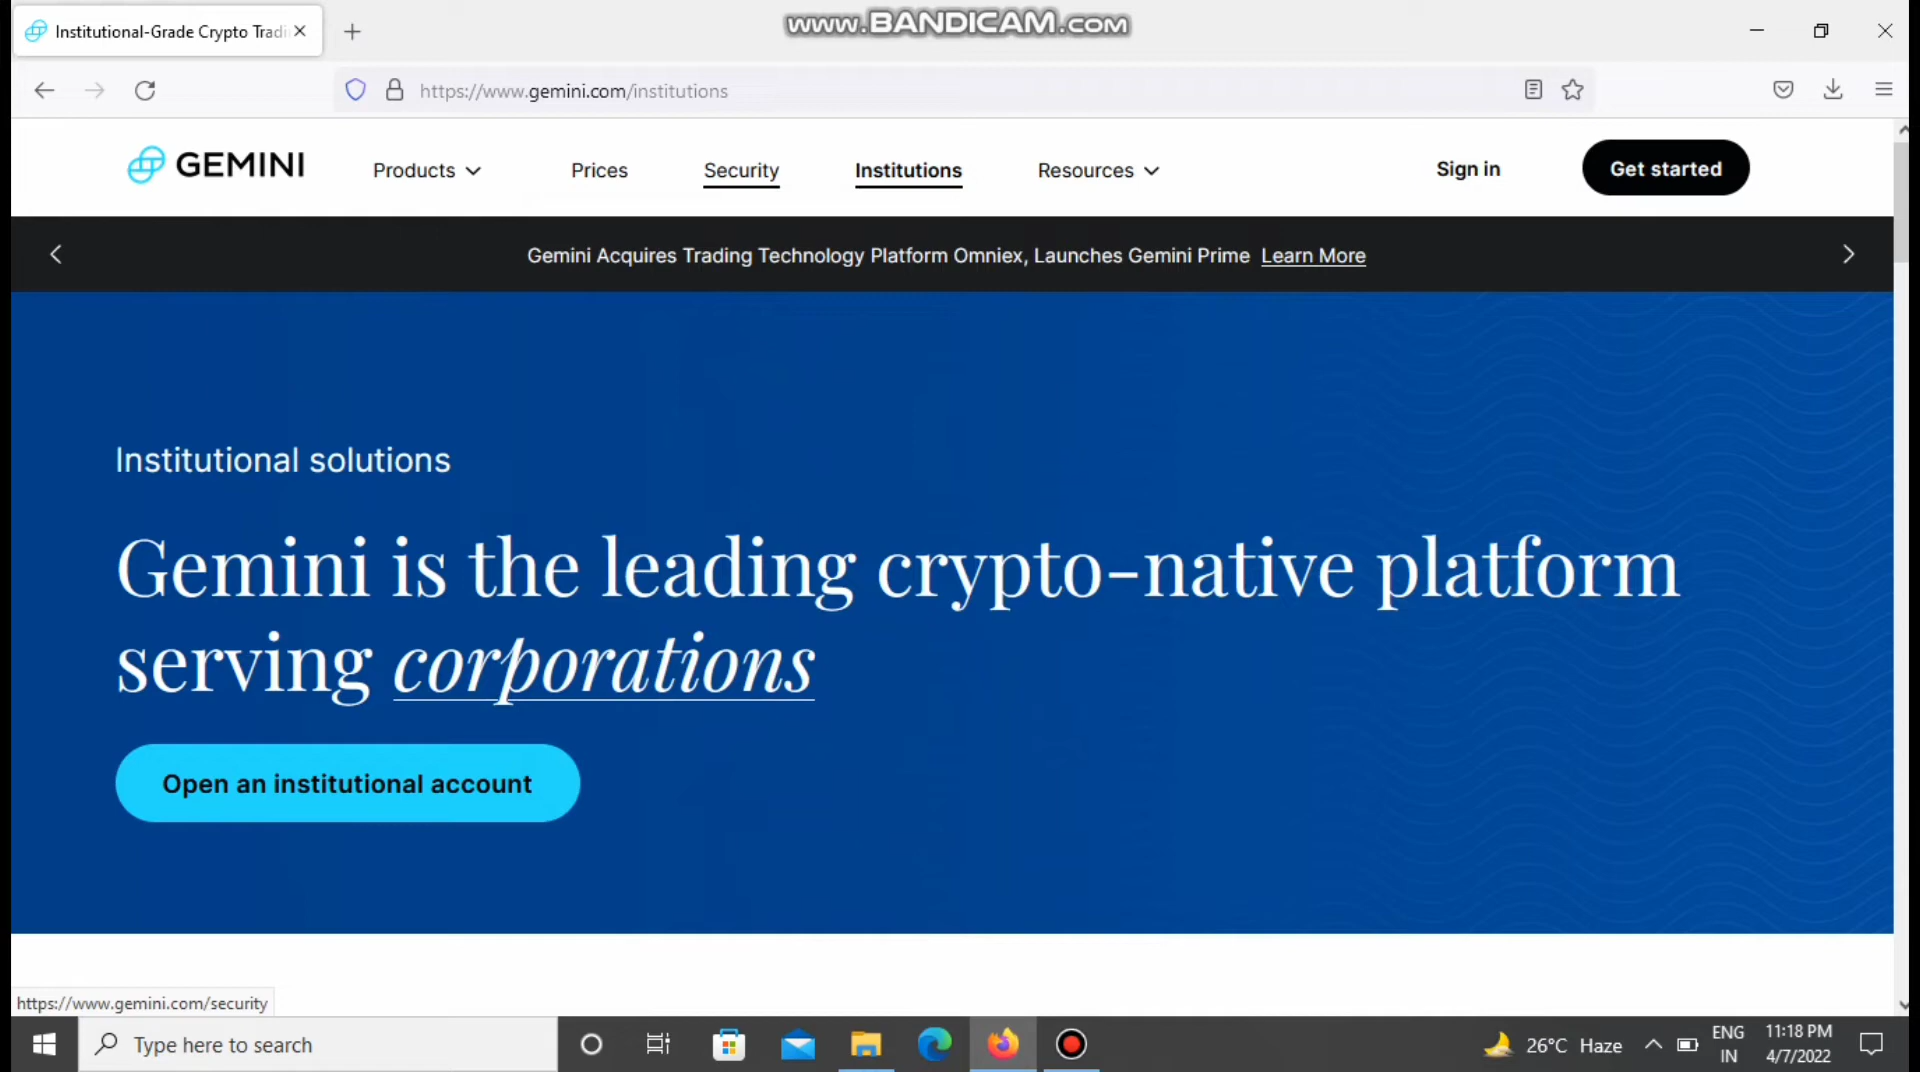 www.BANDICAM.com
Institutional-Grade Crypto Tradi
https://www.gemini.com/institutions
GEMINI
Products
Prices
Security
Institutions
Resources
Sign in
Get started
Gemini Acquires Trading Technology Platform Omniex, Launches Gemini Prime Learn More
Institutional solutions
Gemini is the leading crypto-native platform
serving corporations
Open an institutional account
https://www.gemini.com/security
Type here to search
26°C Haze
ENG
IN
11:18 PM
4/7/2022